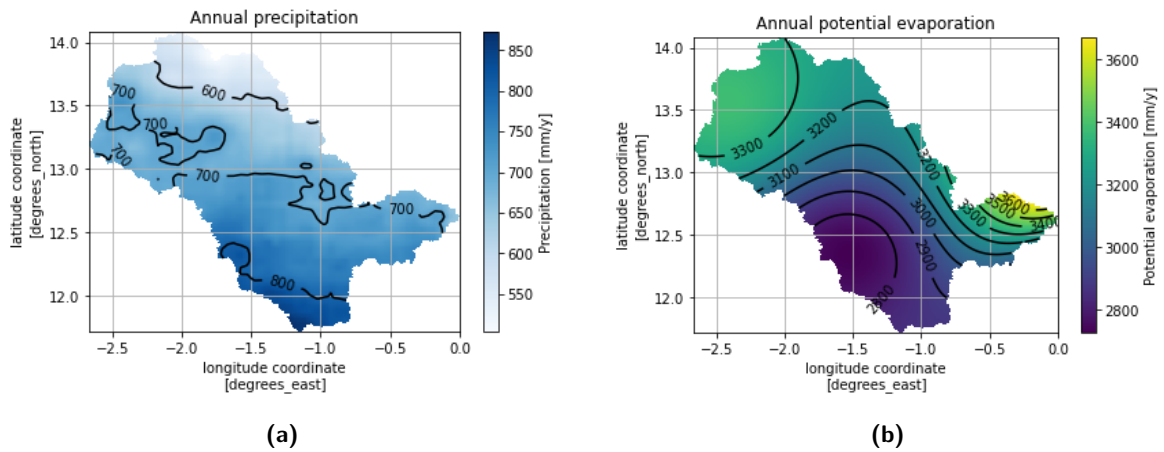 Annual precipitation
14.0
13.5
13.0
12.5
12.0
latitude coordinate
[degrees_north]
700
600
700
700
700
700
800
−2.5 −2.0 −1.5 −1.0 −0.5 0.0
longitude coordinate
[degrees_east]
850
800
750
700
650
600
550
Precipitation [mm/y]
(a)
Annual potential evaporation
14.0
13.5
13.0
12.5
12.0
latitude coordinate
[degrees_north]
3300
3200
3100
3200
3000
2900
2800
3300
3500
3600
3400
−2.5 −2.0 −1.5 −1.0 −0.5 0.0
longitude coordinate
[degrees_east]
3600
3400
3200
3000
2800
Potential evaporation [mm/y]
(b)